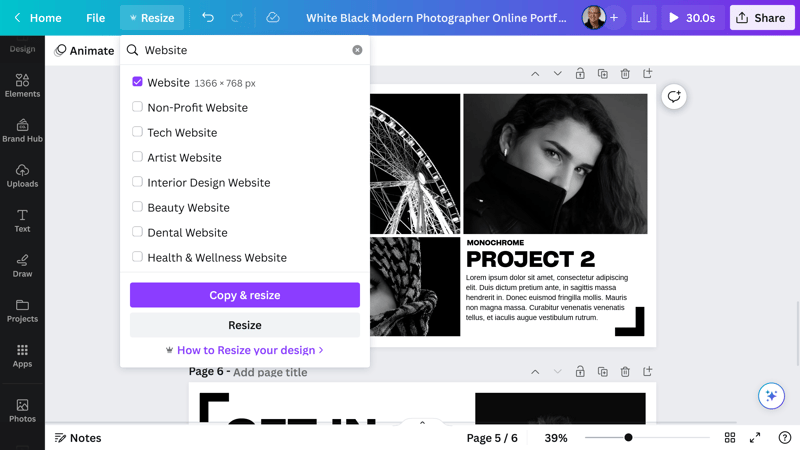 Home
File
Resize
White Black Modern Photographer Online Portf...
30.0s
Share
Design
Elements
Brand Hub
Uploads
Text
Draw
Projects
Apps
Photos
Animate
Website
Website 1366 × 768 px
Non-Profit Website
Tech Website
Artist Website
Interior Design Website
Beauty Website
Dental Website
Health & Wellness Website
Copy & resize
Resize
How to Resize your design
MONOCHROME
PROJECT 2
Lorem ipsum dolor sit amet, consectetur adipiscing
elit. Duis dictum pretium ante, in sagittis massa
hendrerit in. Donec euismod fringilla mollis. Mauris
non magna massa. Curabitur venenatis venenatis
tellus, et iaculis augue vestibulum rutrum.
Page 6 - Add page title
GET IN
Notes
Page 5 / 6
39%